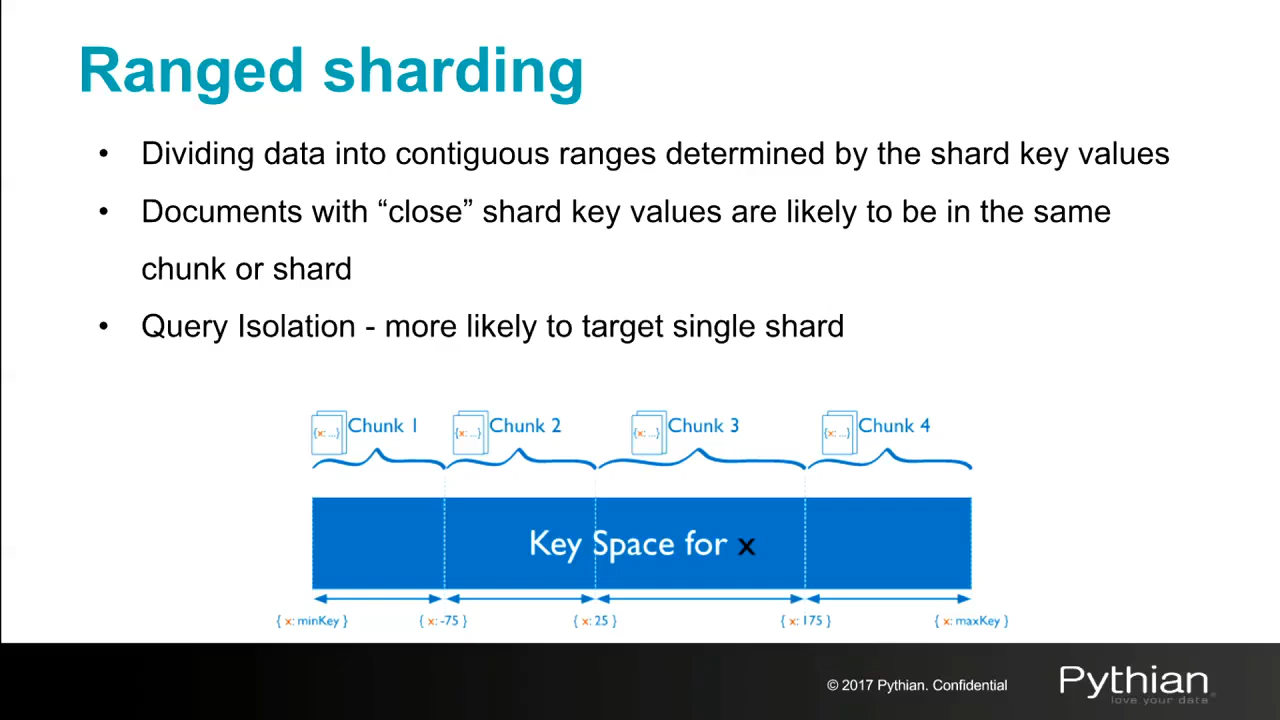 Ranged sharding
• Dividing data into contiguous ranges determined by the shard key values
• Documents with “close” shard key values are likely to be in the same
chunk or shard
• Query Isolation - more likely to target single shard
{x: ...} Chunk 1 {x: ...} Chunk 2 {x: ...} Chunk 3 {x: ...} Chunk 4
Key Space for x
{ x: minKey } { x: -75 } { x: 25 } { x: 175 } { x: maxKey }
© 2017 Pythian. Confidential
Pythian
love your data